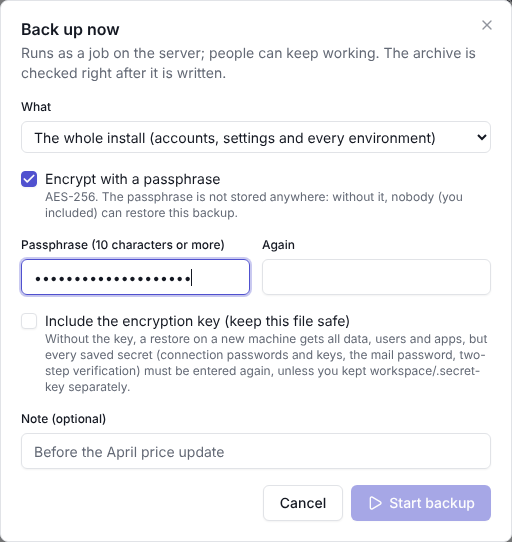 Back up now
Runs as a job on the server; people can keep working. The archive is
checked right after it is written.
What
The whole install (accounts, settings and every environment)
Encrypt with a passphrase
AES-256. The passphrase is not stored anywhere: without it, nobody (you
included) can restore this backup.
Passphrase (10 characters or more) Again
••••••••••••••••••••
Include the encryption key (keep this file safe)
Without the key, a restore on a new machine gets all data, users and apps, but
every saved secret (connection passwords and keys, the mail password, two-
step verification) must be entered again, unless you kept workspace/.secret-
key separately.
Note (optional)
Before the April price update
Cancel Start backup